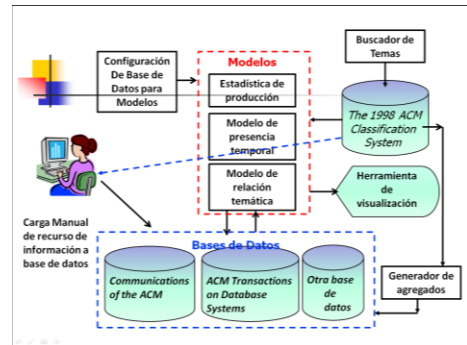 Configuración
De Base de
Datos para
Modelos
Modelos
Estadística de
producción
Modelo de
presencia
temporal
Modelo de
relación
temática
Buscador de
Temas
The 1998 ACM
Classification
System
Herramienta
de
visualización
Carga Manual
de recurso de
información a
base de datos
Bases de Datos
Communications
of the ACM
ACM Transactions
on Database
Systems
Otra base
de
datos
Generador de
agregados